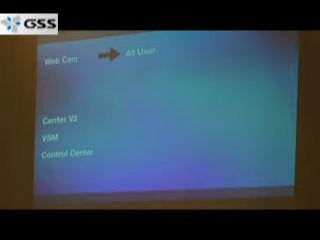 GSS
Web Cam
All User
Center V2
VSM
Control Center